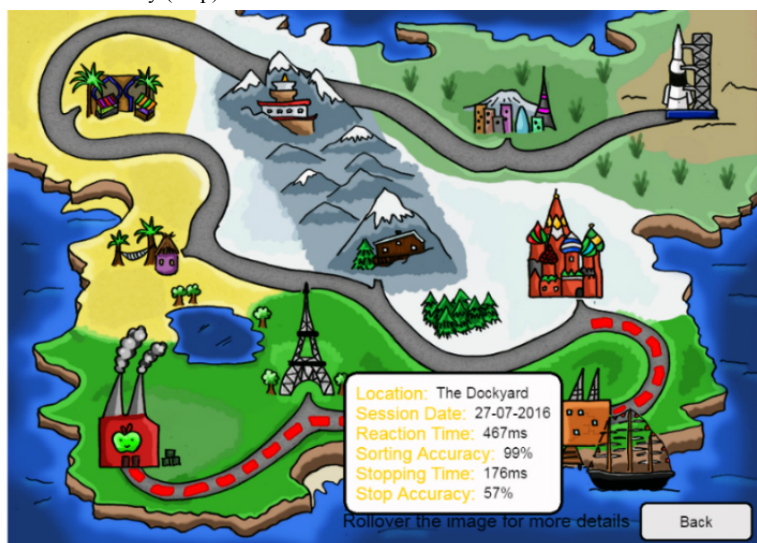 Location: The Dockyard
Session Date: 27-07-2016
Reaction Time: 467ms
Sorting Accuracy: 99%
Stopping Time: 176ms
Stop Accuracy: 57%
Rollover the image for more details
Back